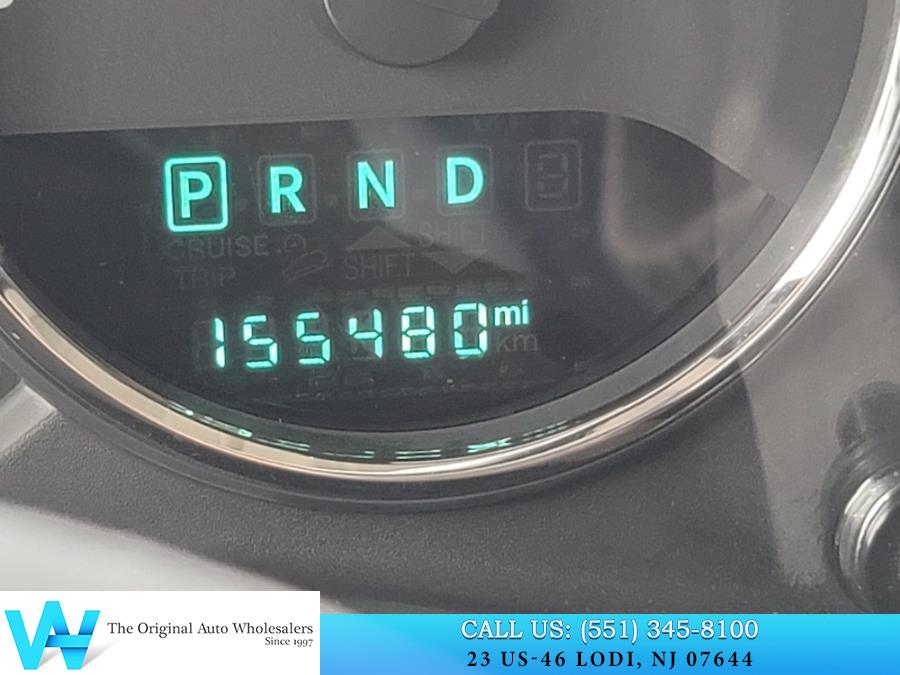 P R N D
CRUISE SHIFT
TRIP SHIFT
155480 mi
km
The Original Auto Wholesalers
Since 1997
CALL US: (551) 345-8100
23 US-46 LODI, NJ 07644